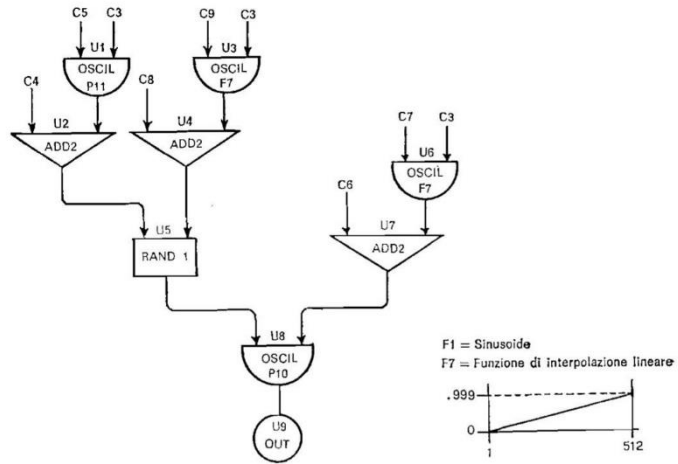 C5 C3
C9 C3
U1
U3
OSCIL
P11
OSCIL
F7
C4
C8
U2
ADD2
U4
ADD2
C7 C3
U6
OSCIL
F7
C6
U5
RAND 1
U7
ADD2
U8
OSCIL
P10
U9
OUT
F1 = Sinusoide
F7 = Funzione di interpolazione lineare
.999
0
1
512